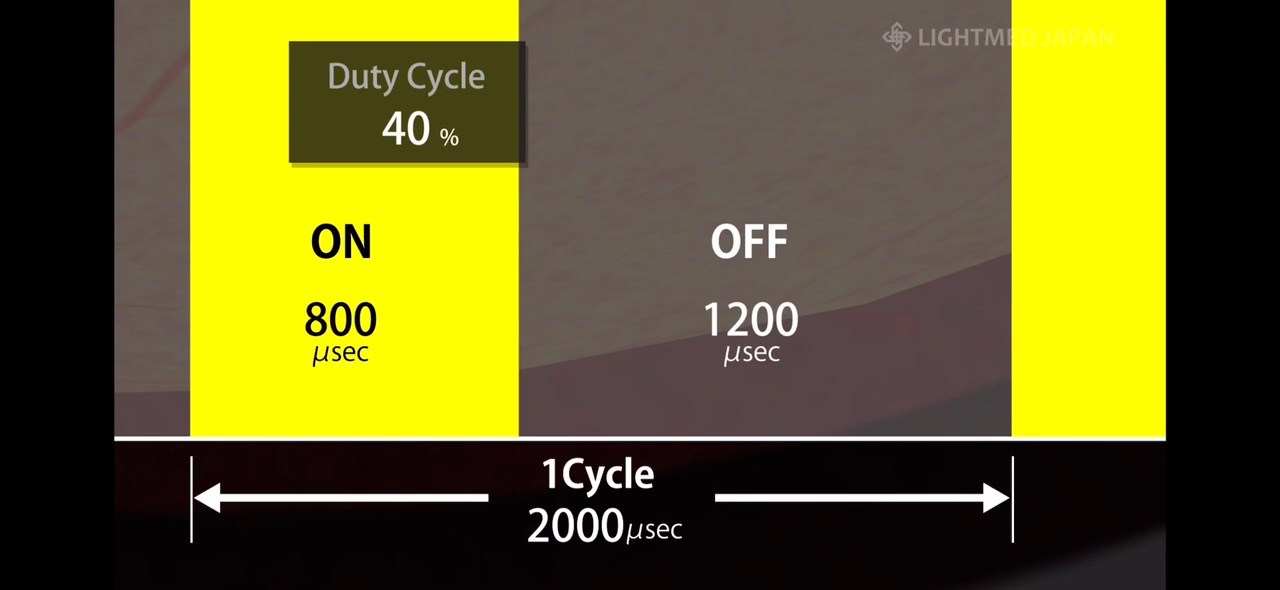 LIGHTMED JAPAN
Duty Cycle
40 %
ON
OFF
800
μsec
1200
μsec
1Cycle
2000μsec